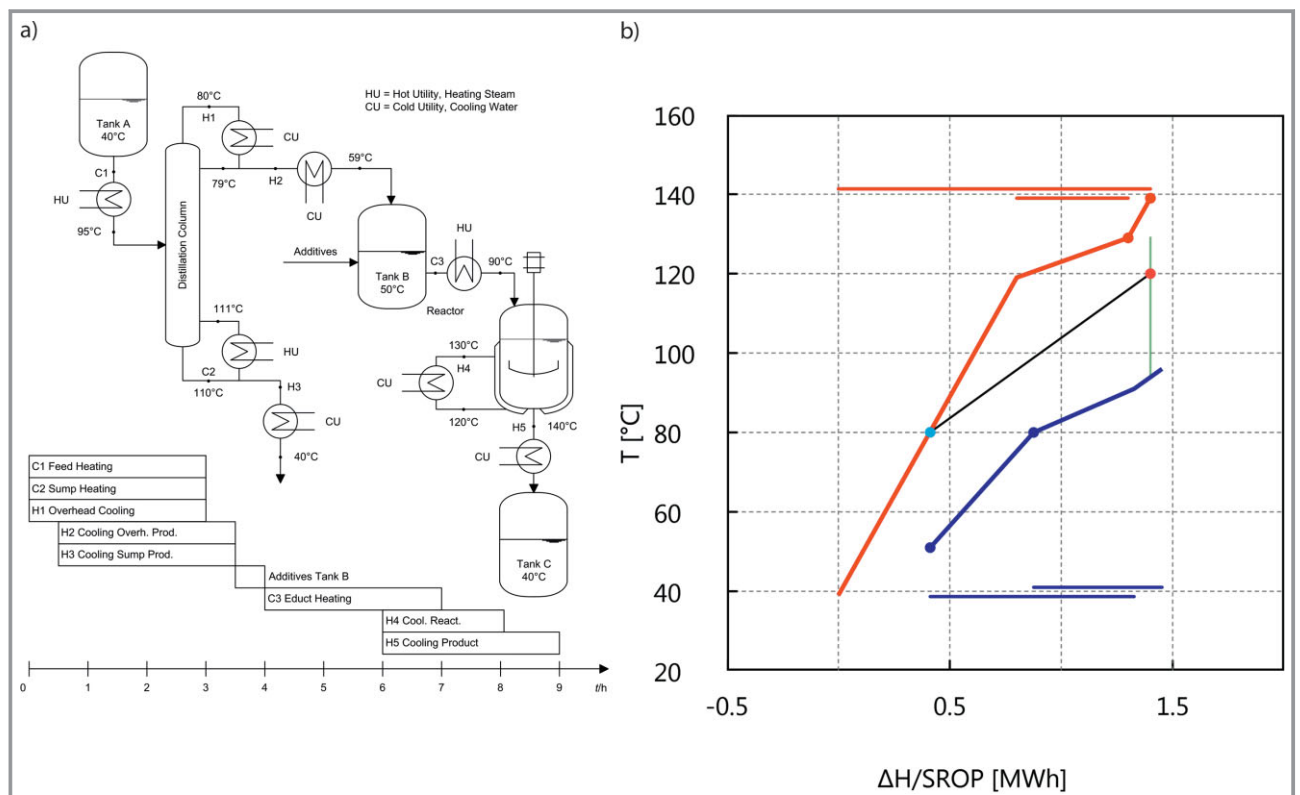 a)
Tank A
40°C
C1
HU
95°C
80°C
H1
CU
79°C
H2
CU
59°C
Distillation Column
HU = Hot Utility, Heating Steam
CU = Cold Utility, Cooling Water
Additives
Tank B
50°C
C3
HU
90°C
Reactor
111°C
HU
C2
110°C
H3
CU
40°C
130°C
H4
CU
120°C
H5
140°C
CU
Tank C
40°C
C1 Feed Heating
C2 Sump Heating
H1 Overhead Cooling
H2 Cooling Overh. Prod.
H3 Cooling Sump Prod.
Additives Tank B
C3 Educt Heating
H4 Cool. React.
H5 Cooling Product
0 1 2 3 4 5 6 7 8 9 t/h
b)
160
140
120
100
80
60
40
20
T [°C]
-0.5 0.5 1.5
ΔH/SROP [MWh]